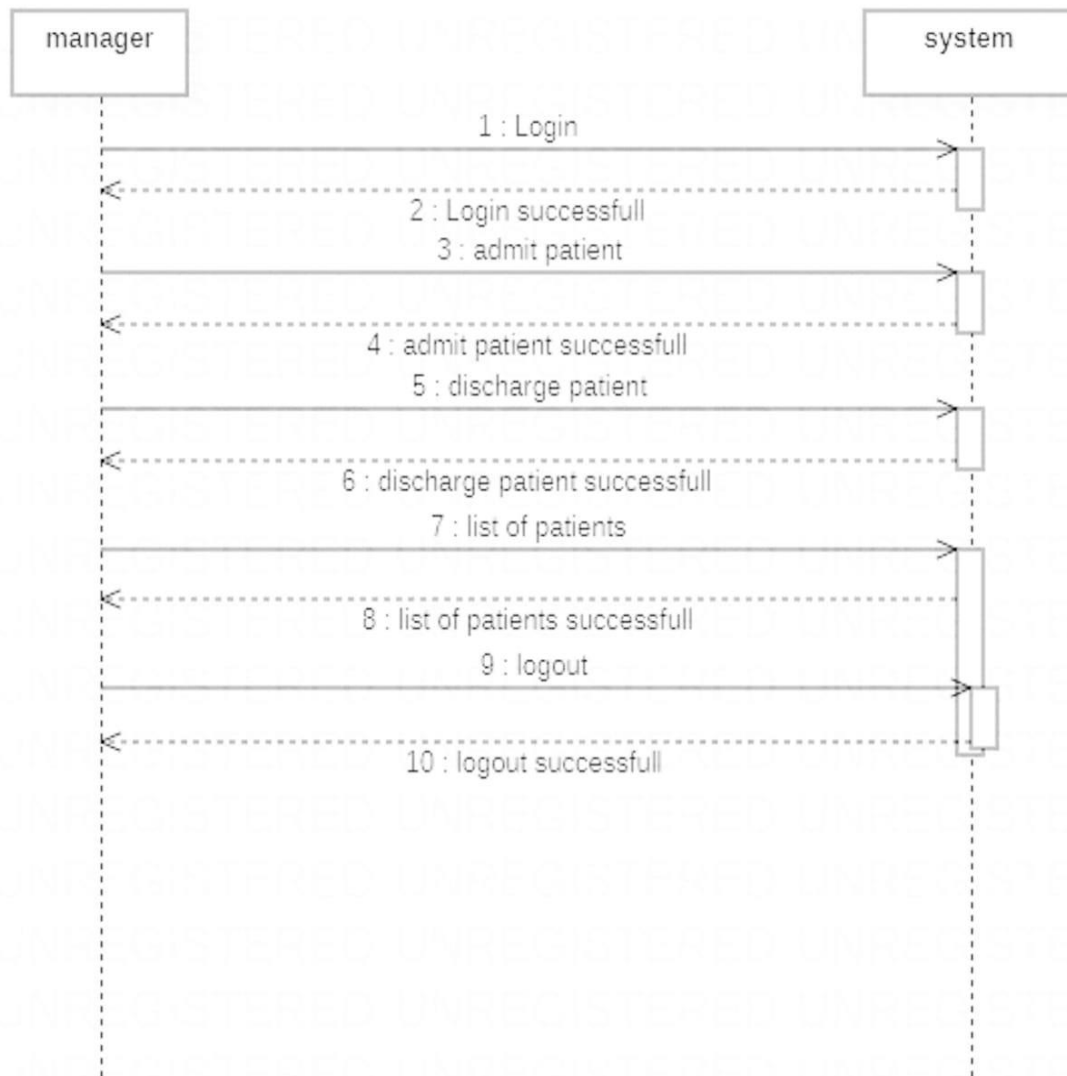 manager
system
1 : Login
2 : Login successfull
3 : admit patient
4 : admit patient successfull
5 : discharge patient
6 : discharge patient successfull
7 : list of patients
8 : list of patients successfull
9 : logout
10 : logout successfull
UNREGISTERED